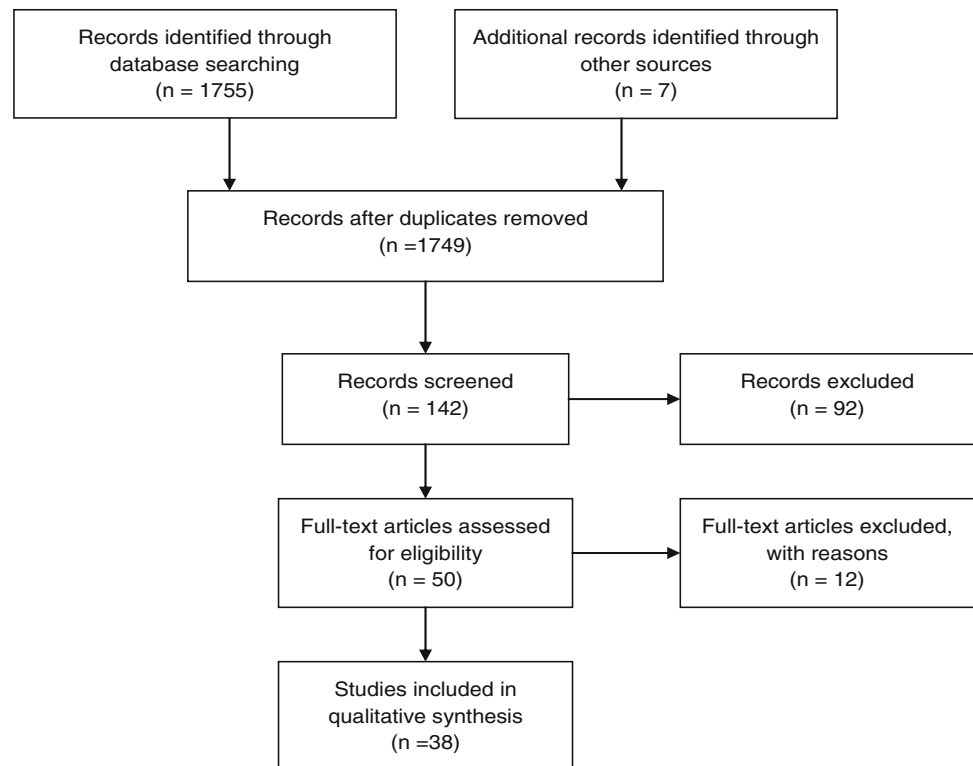 Records identified through
database searching
(n = 1755)
Additional records identified through
other sources
(n = 7)
Records after duplicates removed
(n =1749)
Records screened
(n = 142)
Records excluded
(n = 92)
Full-text articles assessed
for eligibility
(n = 50)
Full-text articles excluded,
with reasons
(n = 12)
Studies included in
qualitative synthesis
(n =38)